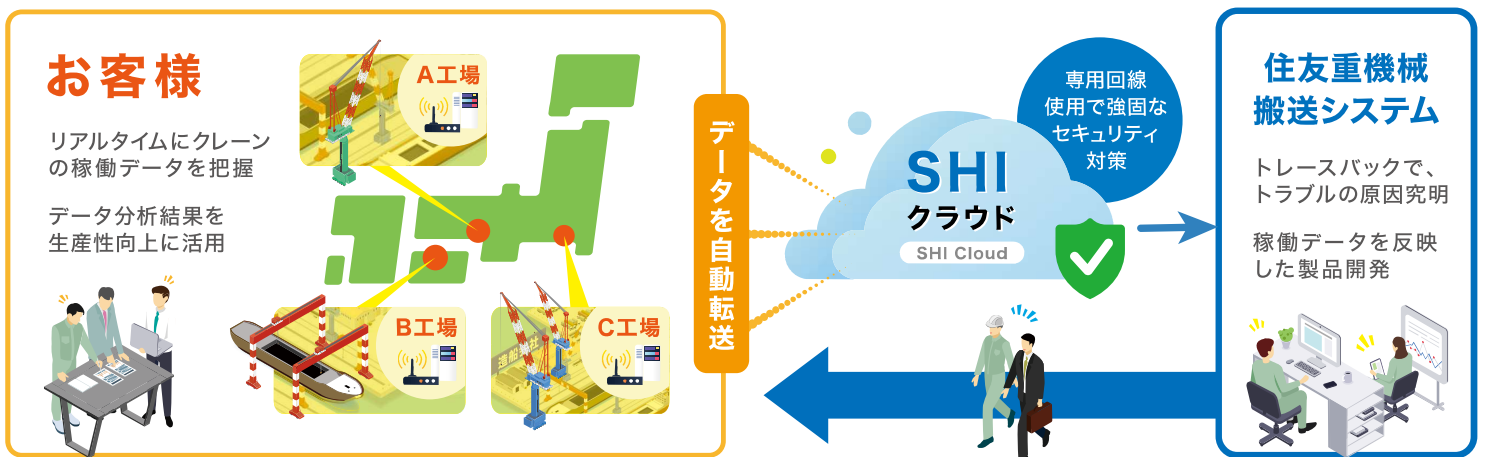 お客様
リアルタイムにクレーン
の稼働データを把握
データ分析結果を
生産性向上に活用
A工場
B工場
造船会社
C工場
データを自動転送
SHI
クラウド
SHI Cloud
専用回線
使用で強固な
セキュリティ
対策
住友重機械
搬送システム
トレースバックで、
トラブルの原因究明
稼働データを反映
した製品開発